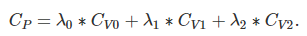 C_P = λ_0 * C_{V0} + λ_1 * C_{V1} + λ_2 * C_{V2}.